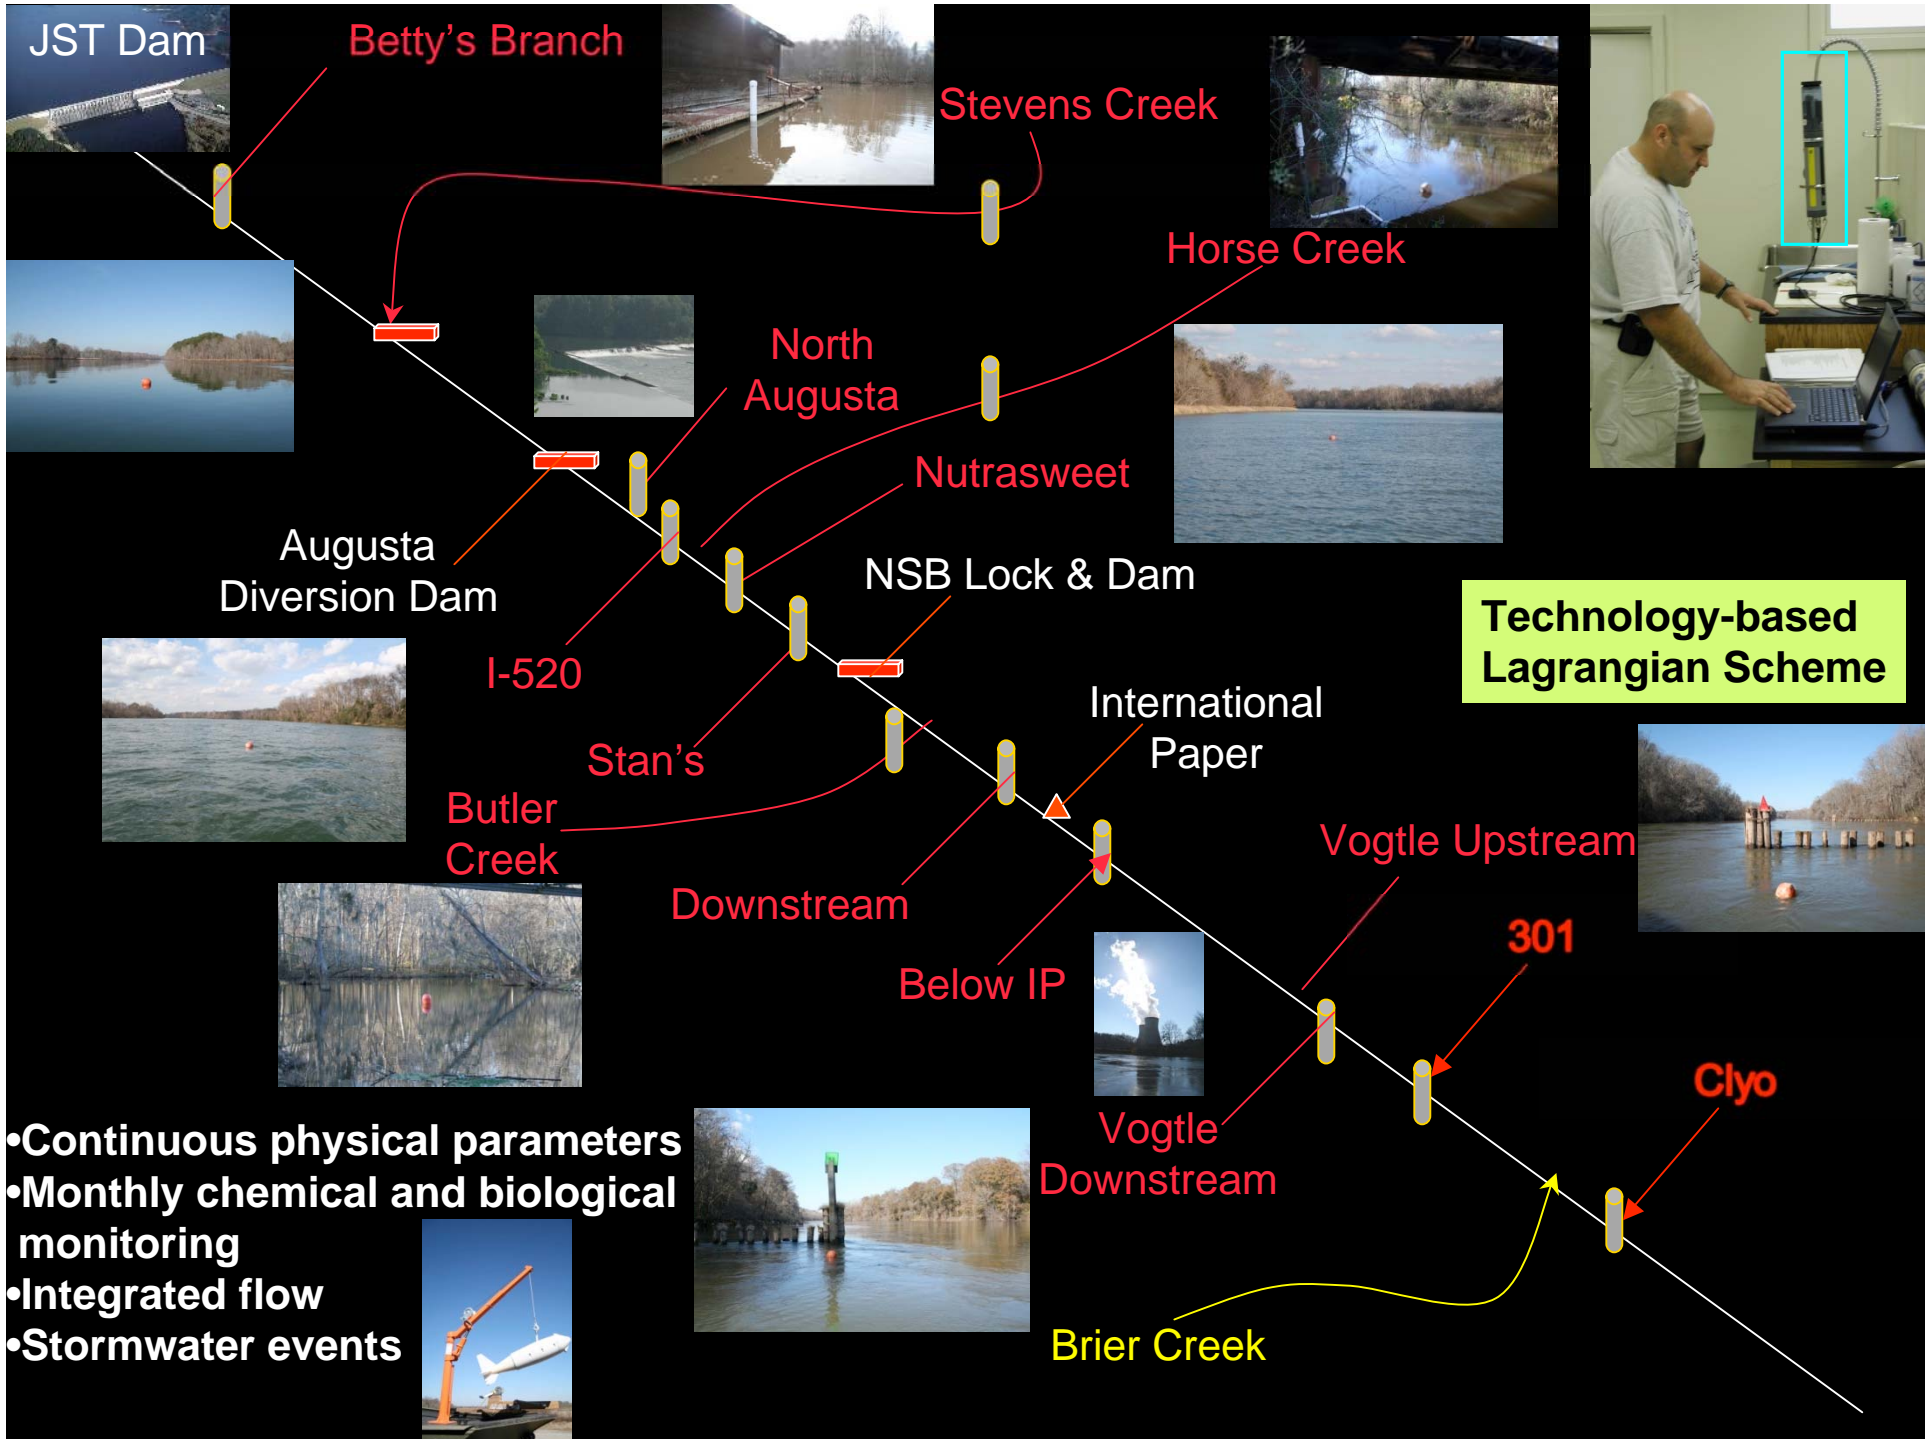 JST Dam
Betty's Branch
Stevens Creek
Horse Creek
North
Augusta
Nutrasweet
Augusta
Diversion Dam
NSB Lock & Dam
I-520
Technology-based
Lagrangian Scheme
Stan's
International
Paper
Butler
Creek
Downstream
Vogtle Upstream
Below IP
301
Clyo
Vogtle
Downstream
•Continuous physical parameters
•Monthly chemical and biological
monitoring
•Integrated flow
•Stormwater events
Brier Creek